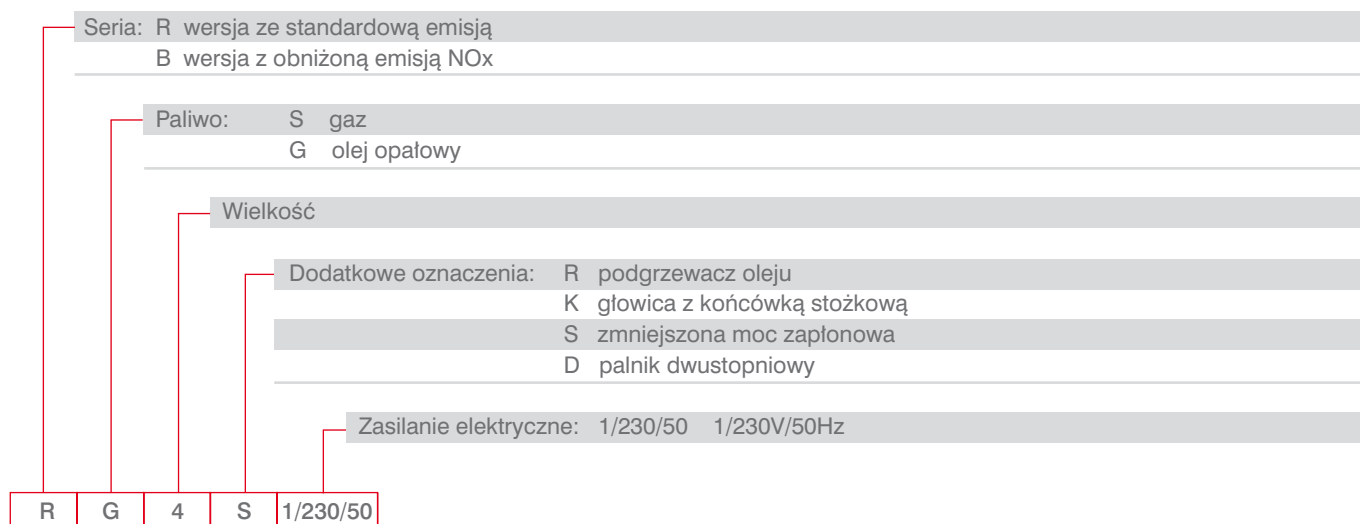 Seria: R wersja ze standardową emisją
B wersja z obniżoną emisją NOx
Paliwo: S gaz
G olej opałowy
Wielkość
Dodatkowe oznaczenia: R podgrzewacz oleju
K głowica z końcówką stożkową
S zmniejszona moc zapłonowa
D palnik dwustopniowy
Zasilanie elektryczne: 1/230/50 1/230V/50Hz
R G 4 S 1/230/50